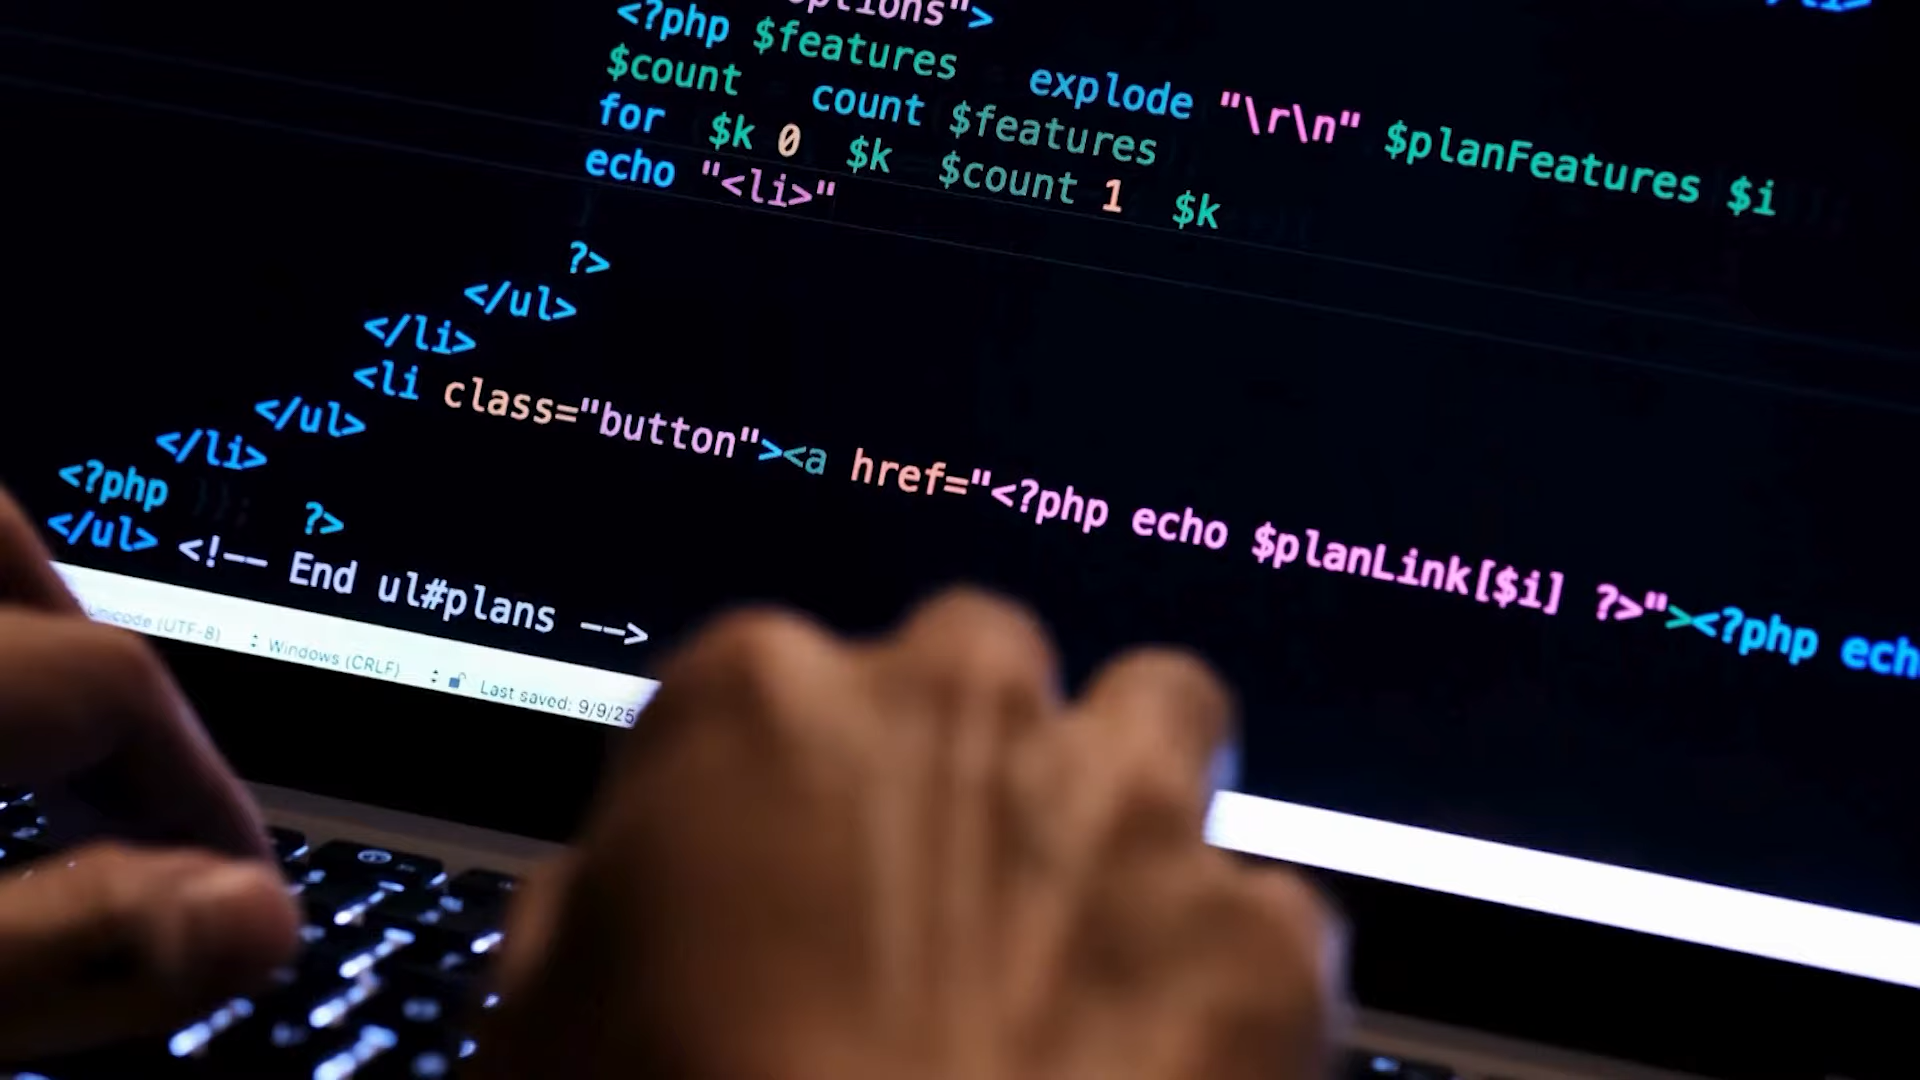 ptions">
<?php $features explode "\r\n" $planFeatures $i
$count count $features
for $k 0 $k $count 1 $k
echo "<li>"
?>
</ul>
</li>
<li class="button"><a href="<?php echo $planLink[$i] ?>"><?php ech
</ul>
</li>
<?php ?>
</ul> <!-- End ul#plans -->
Unicode (UTF-8) Windows (CRLF) Last saved: 9/9/25